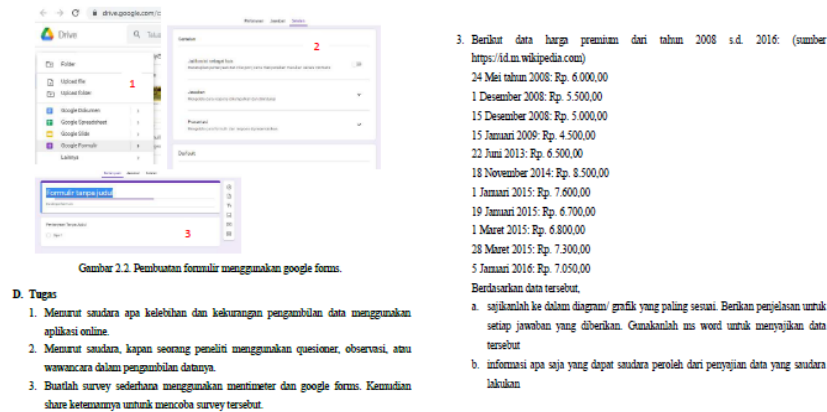 drive.google.com/c
Drive
Folder
Upload file
Upload folder
Google Dokumen
Google Spreadsheet
Google Slide
Google Formulir
Lainnya
1
2
Presentasi
Default
Formulir tanpa judul
3
Gambar 2.2. Pembuatan formulir menggunakan google forms.
D. Tugas
1. Menurut saudara apa kelebihan dan kekurangan pengambilan data menggunakan
aplikasi online.
2. Menurut saudara, kapan seorang peneliti menggunakan quesioner, observasi, atau
wawancara dalam pengambilan datanya.
3. Buatlah survey sederhana menggunakan mentimeter dan google forms. Kemudian
share ketemannya untunk mencoba survey tersebut.
3. Berikut data harga premium dari tahun 2008 s.d. 2016: (sumber
https://id.m.wikipedia.com)
24 Mei tahun 2008: Rp. 6.000,00
1 Desember 2008: Rp. 5.500,00
15 Desember 2008: Rp. 5.000,00
15 Januari 2009: Rp. 4.500,00
22 Juni 2013: Rp. 6.500,00
18 November 2014: Rp. 8.500,00
1 Januari 2015: Rp. 7.600,00
19 Januari 2015: Rp. 6.700,00
1 Maret 2015: Rp. 6.800,00
28 Maret 2015: Rp. 7.300,00
5 Januari 2016: Rp. 7.050,00
Berdasarkan data tersebut,
a. sajikanlah ke dalam diagram/ grafik yang paling sesuai. Berikan penjelasan untuk
setiap jawaban yang diberikan. Gunakanlah ms word untuk menyajikan data
tersebut
b. informasi apa saja yang dapat saudara peroleh dari penyajian data yang saudara
lakukan